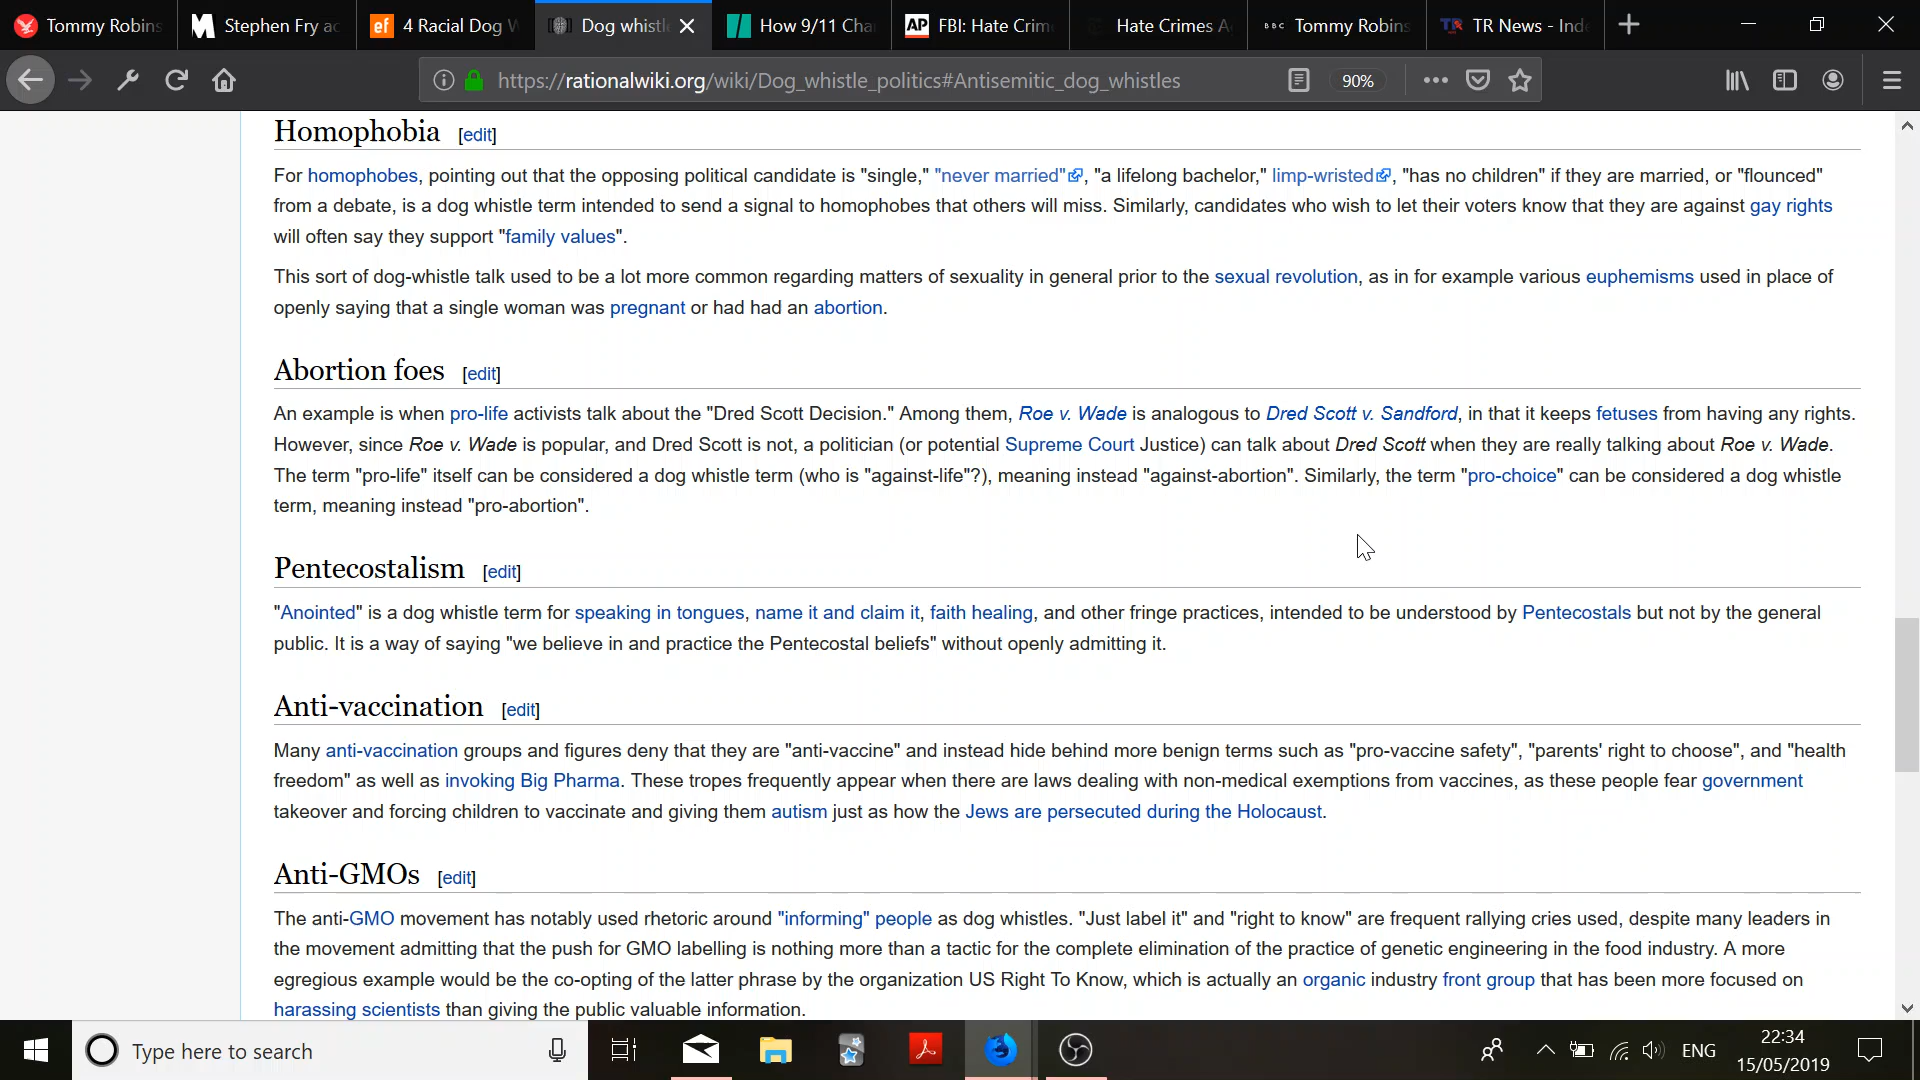 Tommy Robins
Stephen Fry ac
4 Racial Dog W
Dog whistle
How 9/11 Cha
FBI: Hate Crim
Hate Crimes A
BBC Tommy Robins
TR News - Ind
https://rationalwiki.org/wiki/Dog_whistle_politics#Antisemitic_dog_whistles
90%
Homophobia [edit]
For homophobes, pointing out that the opposing political candidate is "single," "never married", "a lifelong bachelor," limp-wristed, "has no children" if they are married, or "flounced"
from a debate, is a dog whistle term intended to send a signal to homophobes that others will miss. Similarly, candidates who wish to let their voters know that they are against gay rights
will often say they support "family values".
This sort of dog-whistle talk used to be a lot more common regarding matters of sexuality in general prior to the sexual revolution, as in for example various euphemisms used in place of
openly saying that a single woman was pregnant or had had an abortion.
Abortion foes [edit]
An example is when pro-life activists talk about the "Dred Scott Decision." Among them, Roe v. Wade is analogous to Dred Scott v. Sandford, in that it keeps fetuses from having any rights.
However, since Roe v. Wade is popular, and Dred Scott is not, a politician (or potential Supreme Court Justice) can talk about Dred Scott when they are really talking about Roe v. Wade.
The term "pro-life" itself can be considered a dog whistle term (who is "against-life"?), meaning instead "against-abortion". Similarly, the term "pro-choice" can be considered a dog whistle
term, meaning instead "pro-abortion".
Pentecostalism [edit]
"Anointed" is a dog whistle term for speaking in tongues, name it and claim it, faith healing, and other fringe practices, intended to be understood by Pentecostals but not by the general
public. It is a way of saying "we believe in and practice the Pentecostal beliefs" without openly admitting it.
Anti-vaccination [edit]
Many anti-vaccination groups and figures deny that they are "anti-vaccine" and instead hide behind more benign terms such as "pro-vaccine safety", "parents' right to choose", and "health
freedom" as well as invoking Big Pharma. These tropes frequently appear when there are laws dealing with non-medical exemptions from vaccines, as these people fear government
takeover and forcing children to vaccinate and giving them autism just as how the Jews are persecuted during the Holocaust.
Anti-GMOs [edit]
The anti-GMO movement has notably used rhetoric around "informing" people as dog whistles. "Just label it" and "right to know" are frequent rallying cries used, despite many leaders in
the movement admitting that the push for GMO labelling is nothing more than a tactic for the complete elimination of the practice of genetic engineering in the food industry. A more
egregious example would be the co-opting of the latter phrase by the organization US Right To Know, which is actually an organic industry front group that has been more focused on
harassing scientists than giving the public valuable information.
Type here to search
ENG
22:34
15/05/2019